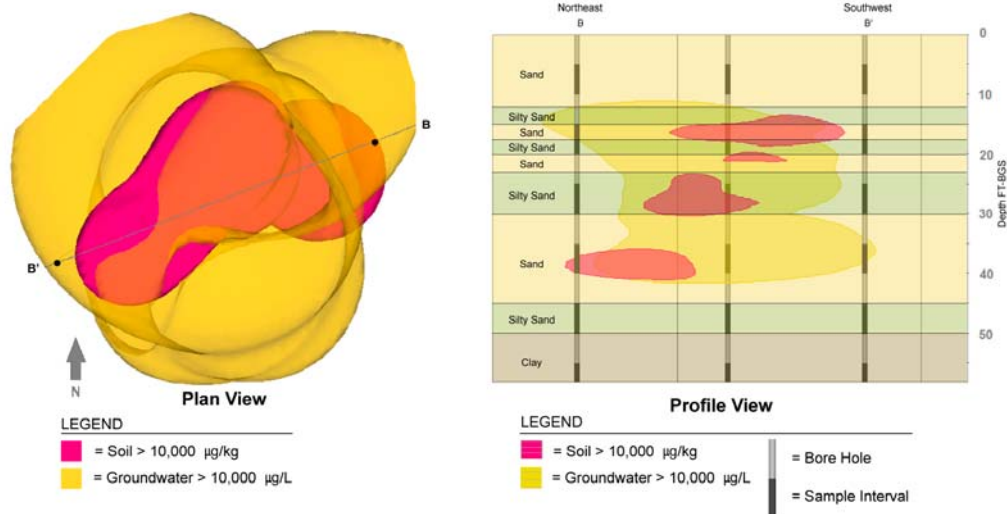 B
B'
N
Plan View
LEGEND
= Soil > 10,000 µg/kg
= Groundwater > 10,000 µg/L
Northeast
B
Southwest
B'
0
Sand
10
Silty Sand
Sand
Silty Sand
20
Sand
Silty Sand
30
Sand
40
Silty Sand
50
Clay
Depth FT-BGS
Profile View
LEGEND
= Soil > 10,000 µg/kg
= Groundwater > 10,000 µg/L
= Bore Hole
= Sample Interval